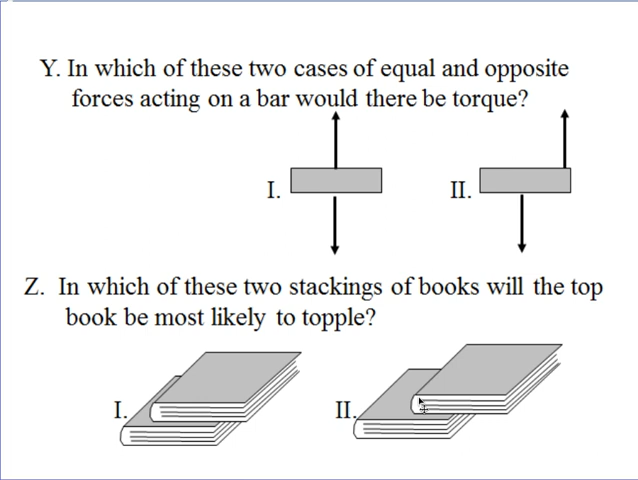 Y. In which of these two cases of equal and opposite
forces acting on a bar would there be torque?
I.
II.
Z. In which of these two stackings of books will the top
book be most likely to topple?
I.
II.